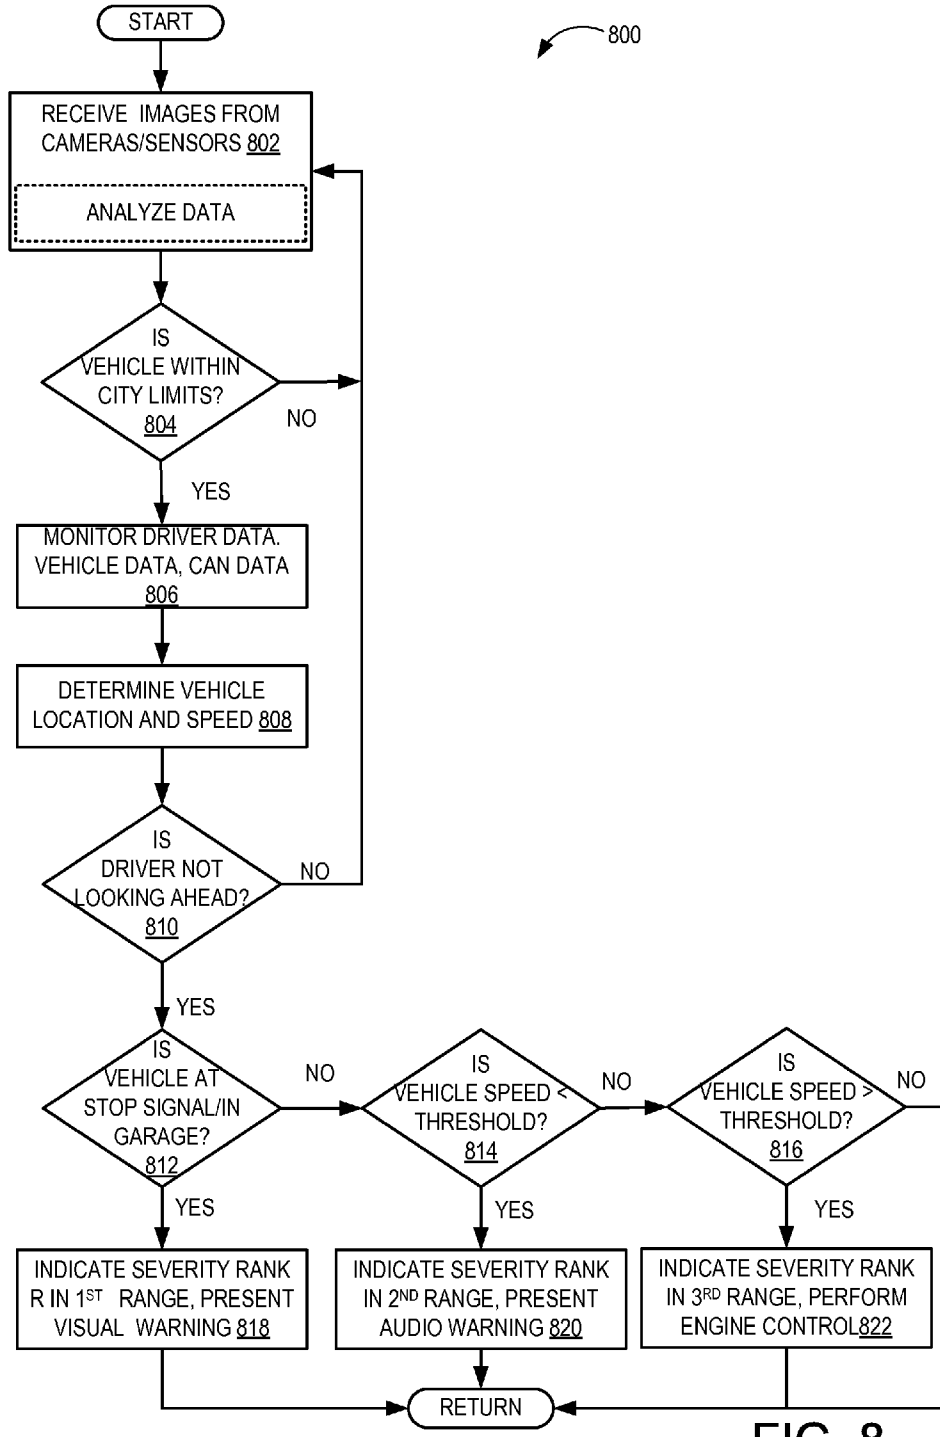 START
800
RECEIVE IMAGES FROM
CAMERAS/SENSORS 802
ANALYZE DATA
IS
VEHICLE WITHIN
CITY LIMITS?
804
NO
YES
MONITOR DRIVER DATA.
VEHICLE DATA, CAN DATA
806
DETERMINE VEHICLE
LOCATION AND SPEED 808
IS
DRIVER NOT
LOOKING AHEAD?
810
NO
YES
IS
VEHICLE AT
STOP SIGNAL/IN
GARAGE?
812
NO
YES
IS
VEHICLE SPEED <
THRESHOLD?
814
NO
YES
IS
VEHICLE SPEED >
THRESHOLD?
816
NO
YES
INDICATE SEVERITY RANK
R IN 1ST RANGE, PRESENT
VISUAL WARNING 818
INDICATE SEVERITY RANK
IN 2ND RANGE, PRESENT
AUDIO WARNING 820
INDICATE SEVERITY RANK
IN 3RD RANGE, PERFORM
ENGINE CONTROL822
RETURN
FIG. 8